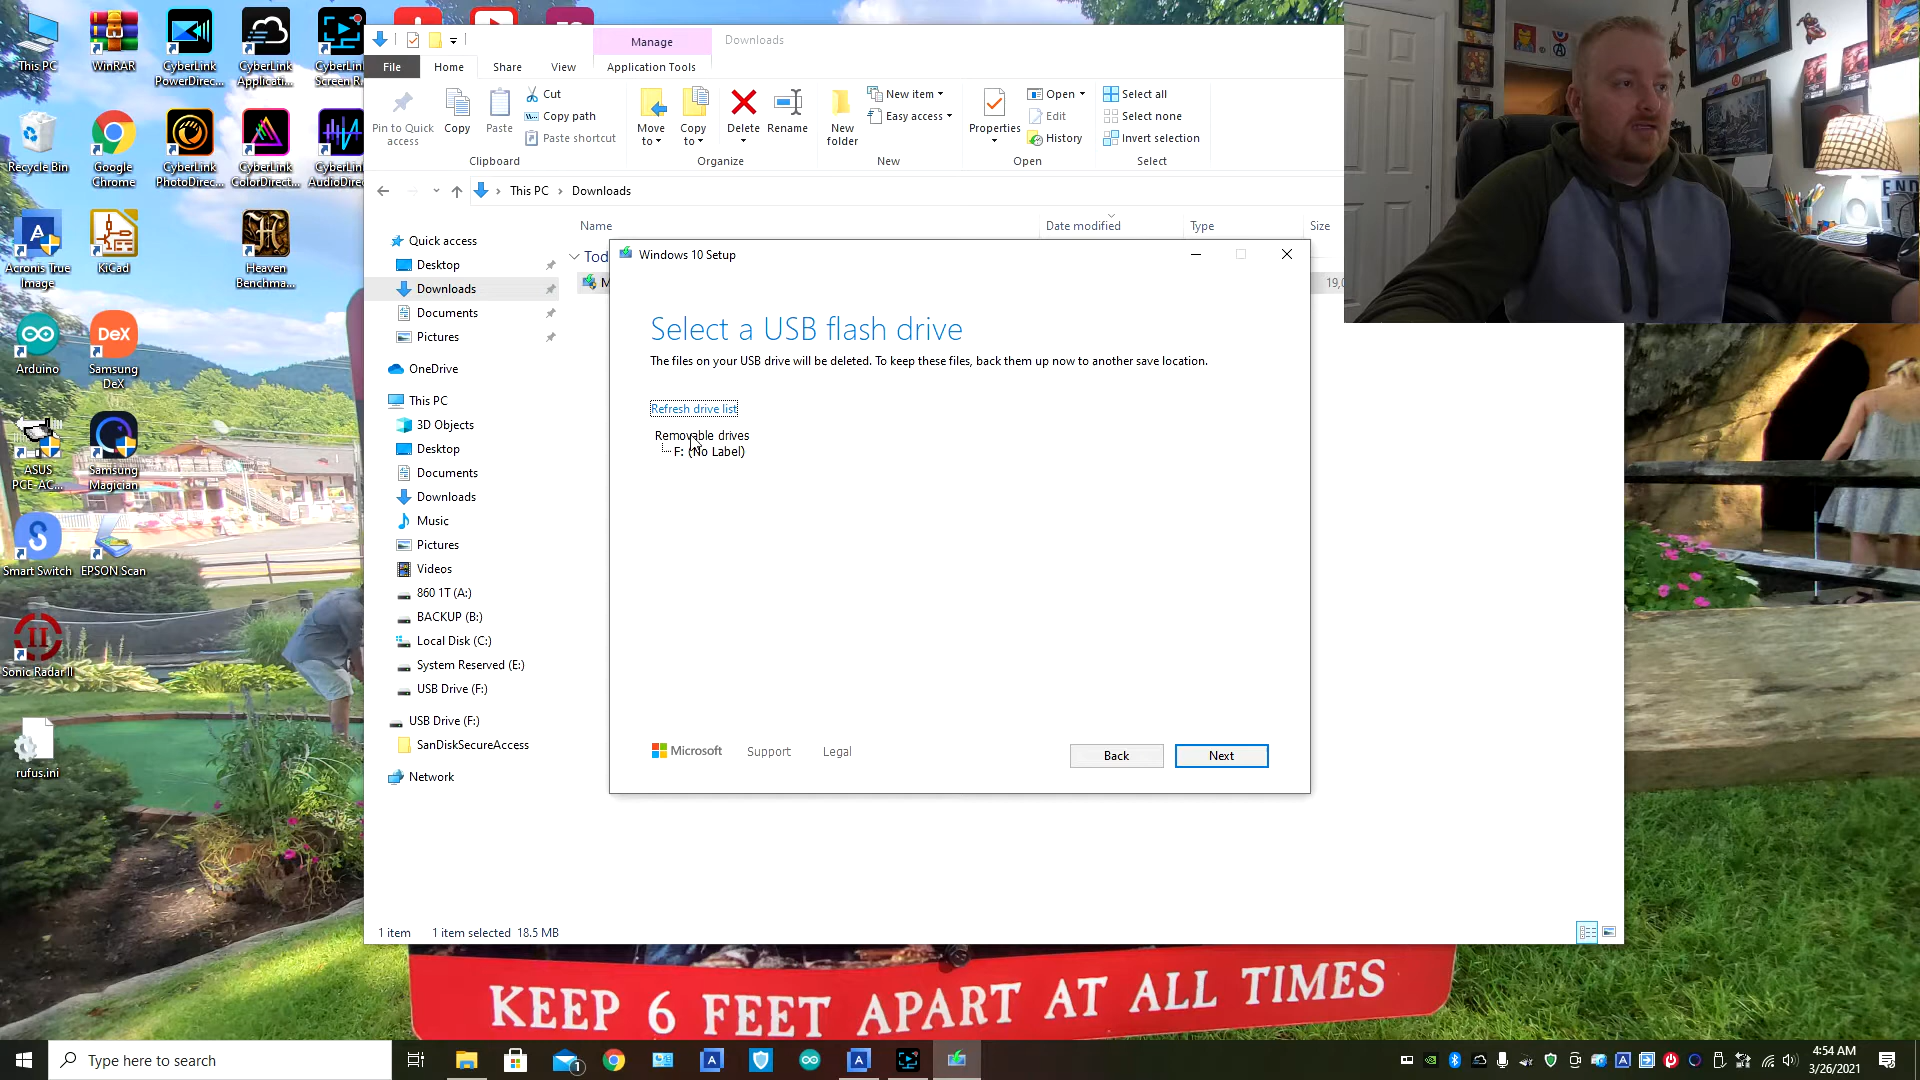 This PC
WinRAR
CyberLink PowerDirec...
CyberLink Applicati...
CyberLink Screen R
Recycle Bin
Google Chrome
CyberLink PhotoDirec...
CyberLink ColorDirect...
CyberLink AudioDirec
Acronis True Image
KiCad
Heaven Benchma...
Arduino
DeX
Samsung DeX
ASUS PCE-AC...
Samsung Magician
Smart Switch
EPSON Scan
Sonic Radar II
rufus.ini
Manage
Downloads
File
Home
Share
View
Application Tools
Pin to Quick access
Copy
Paste
Cut
Copy path
Paste shortcut
Clipboard
Move to
Copy to
Delete
Rename
Organize
New folder
New item
Easy access
New
Properties
Open
Edit
History
Open
Select all
Select none
Invert selection
Select
This PC
Downloads
Name
Date modified
Type
Size
Quick access
Desktop
Downloads
Documents
Pictures
OneDrive
This PC
3D Objects
Desktop
Documents
Downloads
Music
Pictures
Videos
860 1T (A:)
BACKUP (B:)
Local Disk (C:)
System Reserved (E:)
USB Drive (F:)
USB Drive (F:)
SanDiskSecureAccess
Network
Tod
M
19,0
Windows 10 Setup
Select a USB flash drive
The files on your USB drive will be deleted. To keep these files, back them up now to another save location.
Refresh drive list
Removable drives
F: (No Label)
Microsoft
Support
Legal
Back
Next
1 item
1 item selected 18.5 MB
KEEP 6 FEET APART AT ALL TIMES
Type here to search
4:54 AM
3/26/2021
END